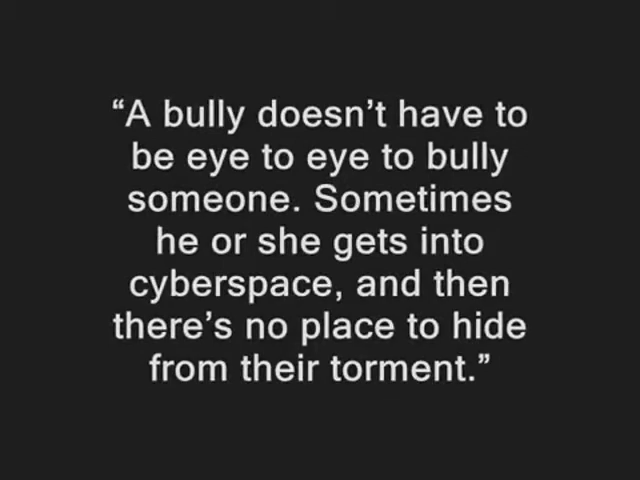 “A bully doesn’t have to
be eye to eye to bully
someone. Sometimes
he or she gets into
cyberspace, and then
there’s no place to hide
from their torment.”